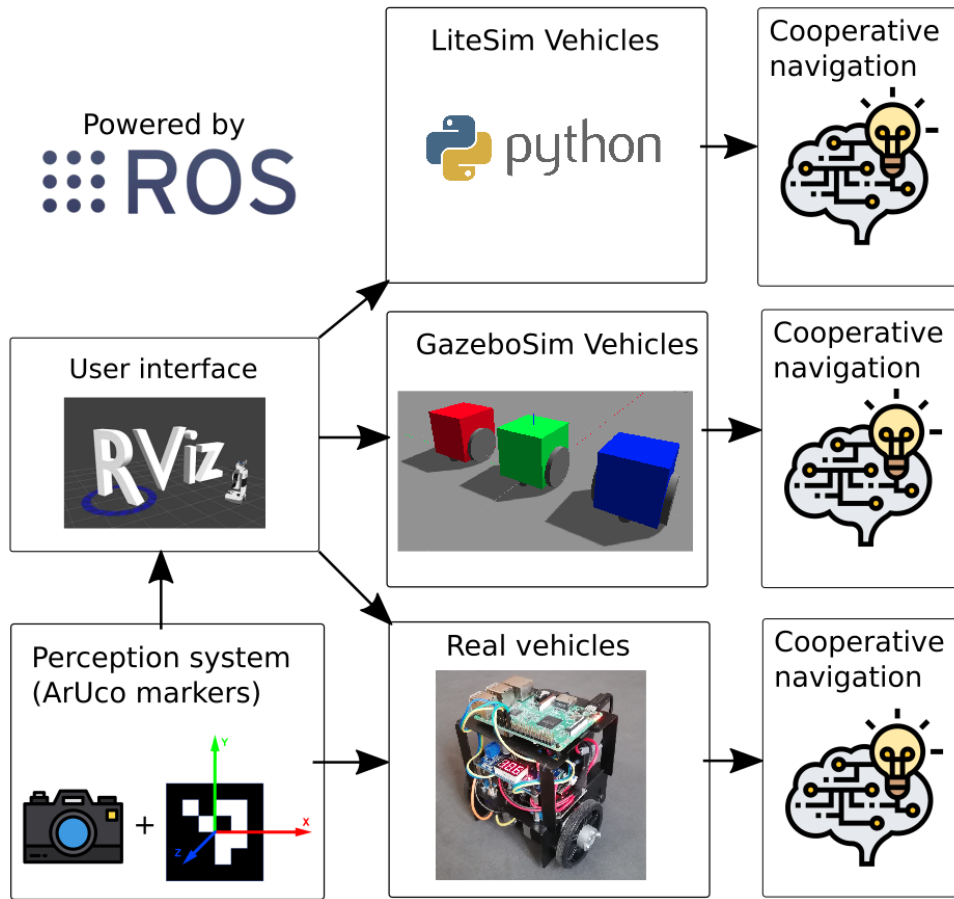 LiteSim Vehicles
python
Cooperative
navigation
Powered by
ROS
User interface
RViz
GazeboSim Vehicles
Cooperative
navigation
Perception system
(ArUco markers)
+
Y
X
Z
Real vehicles
Cooperative
navigation